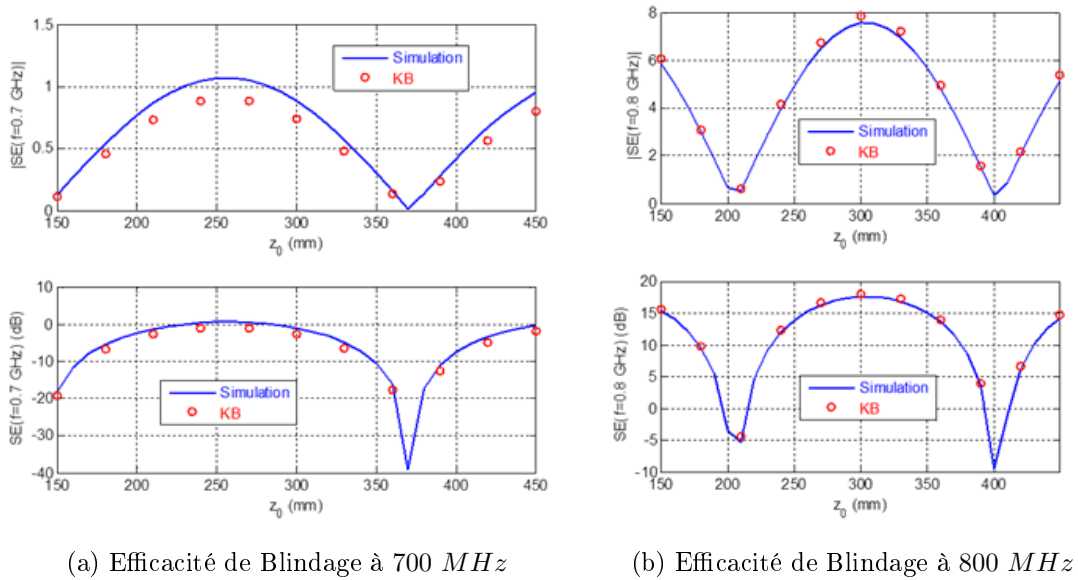 1.5
1
0.5
0
|SE(f=0.7 GHz)|
Simulation
KB
150 200 250 300 350 400 450
z0 (mm)
8
6
4
2
0
|SE(f=0.8 GHz)|
Simulation
KB
150 200 250 300 350 400
z0 (mm)
10
0
-10
-20
-30
-40
SE(f=0.7 GHz) (dB)
Simulation
KB
150 200 250 300 350 400 450
z0 (mm)
20
15
10
5
0
-5
-10
SE(f=0.8 GHz) (dB)
Simulation
KB
150 200 250 300 350 400
z0 (mm)
(a) Efficacité de Blindage à 700 MHz
(b) Efficacité de Blindage à 800 MHz